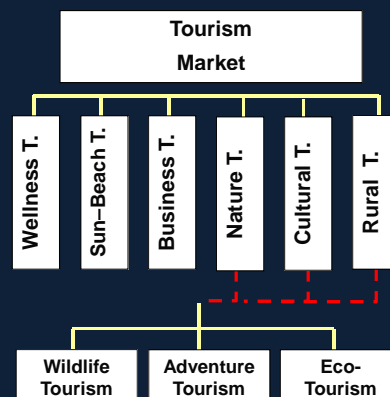 Tourism
Market
Wellness T.
Sun–Beach T.
Business T.
Nature T.
Cultural T.
Rural T.
Wildlife
Tourism
Adventure
Tourism
Eco-
Tourism